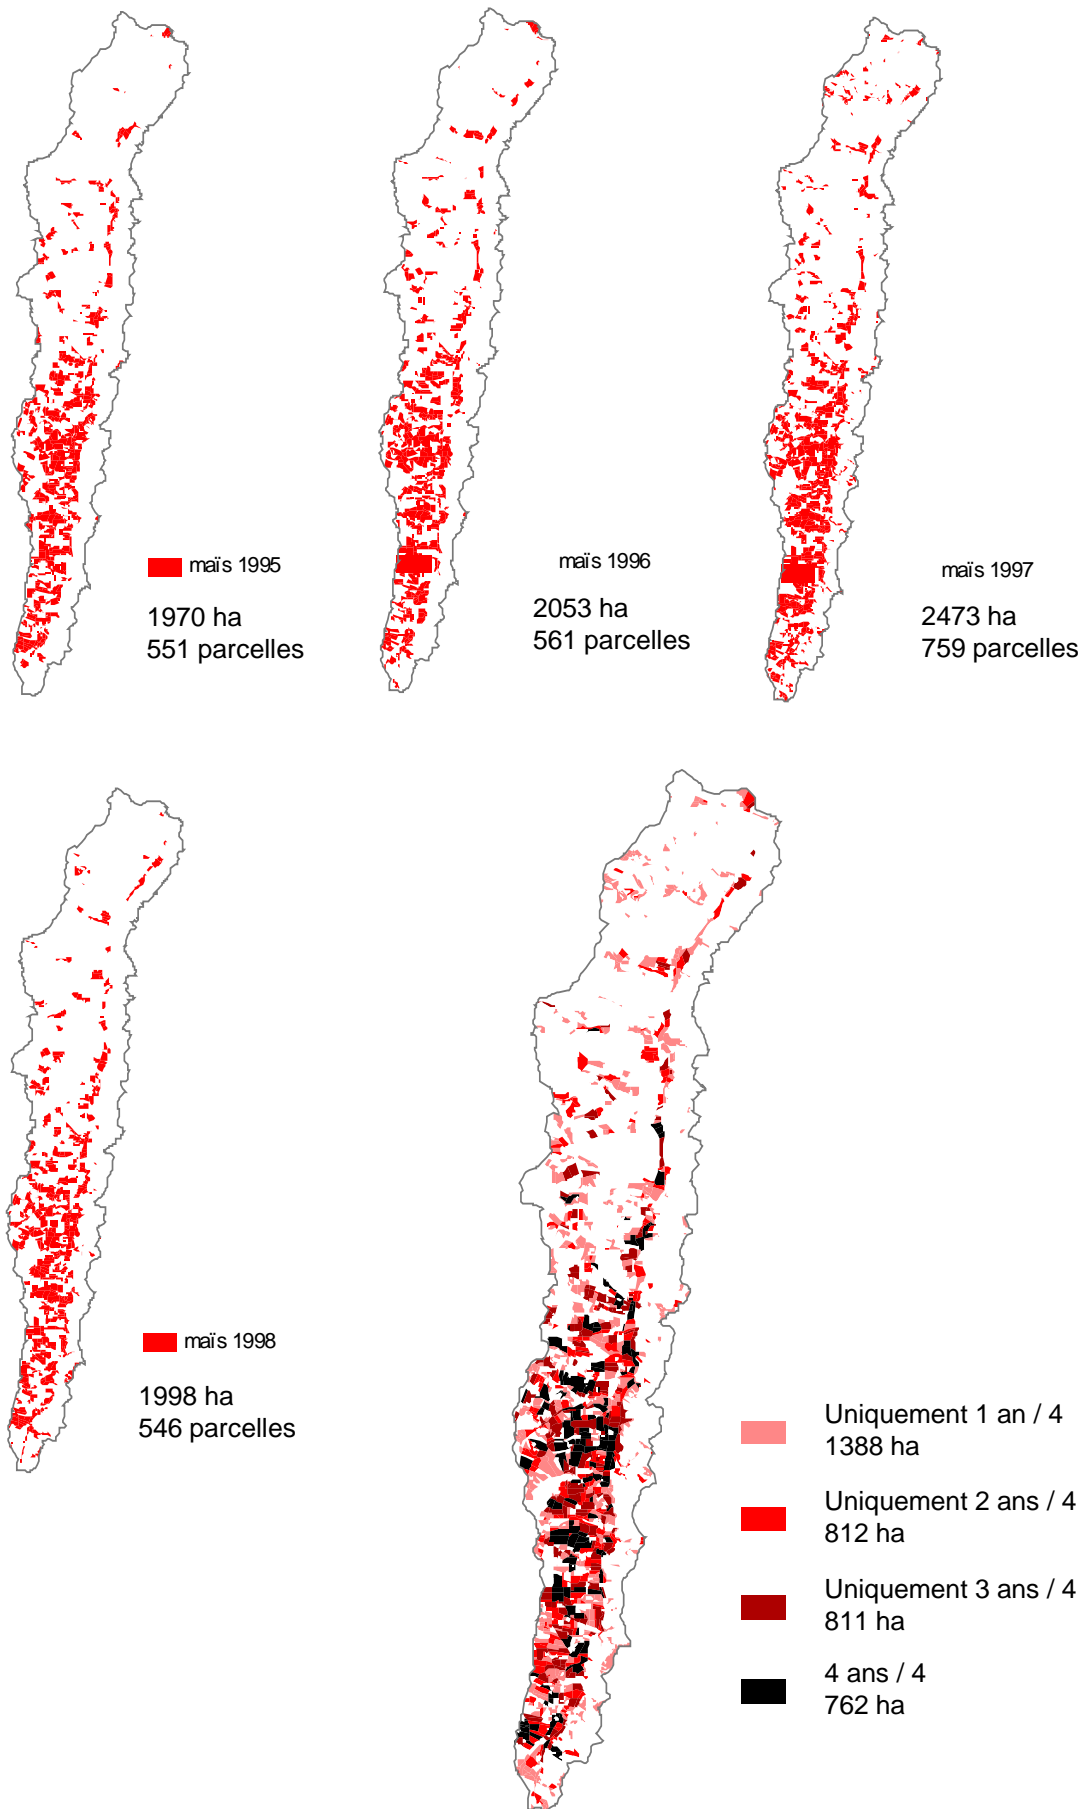 maïs 1995
1970 ha
551 parcelles
maïs 1996
2053 ha
561 parcelles
maïs 1997
2473 ha
759 parcelles
maïs 1998
1998 ha
546 parcelles
Uniquement 1 an / 4
1388 ha
Uniquement 2 ans / 4
812 ha
Uniquement 3 ans / 4
811 ha
4 ans / 4
762 ha